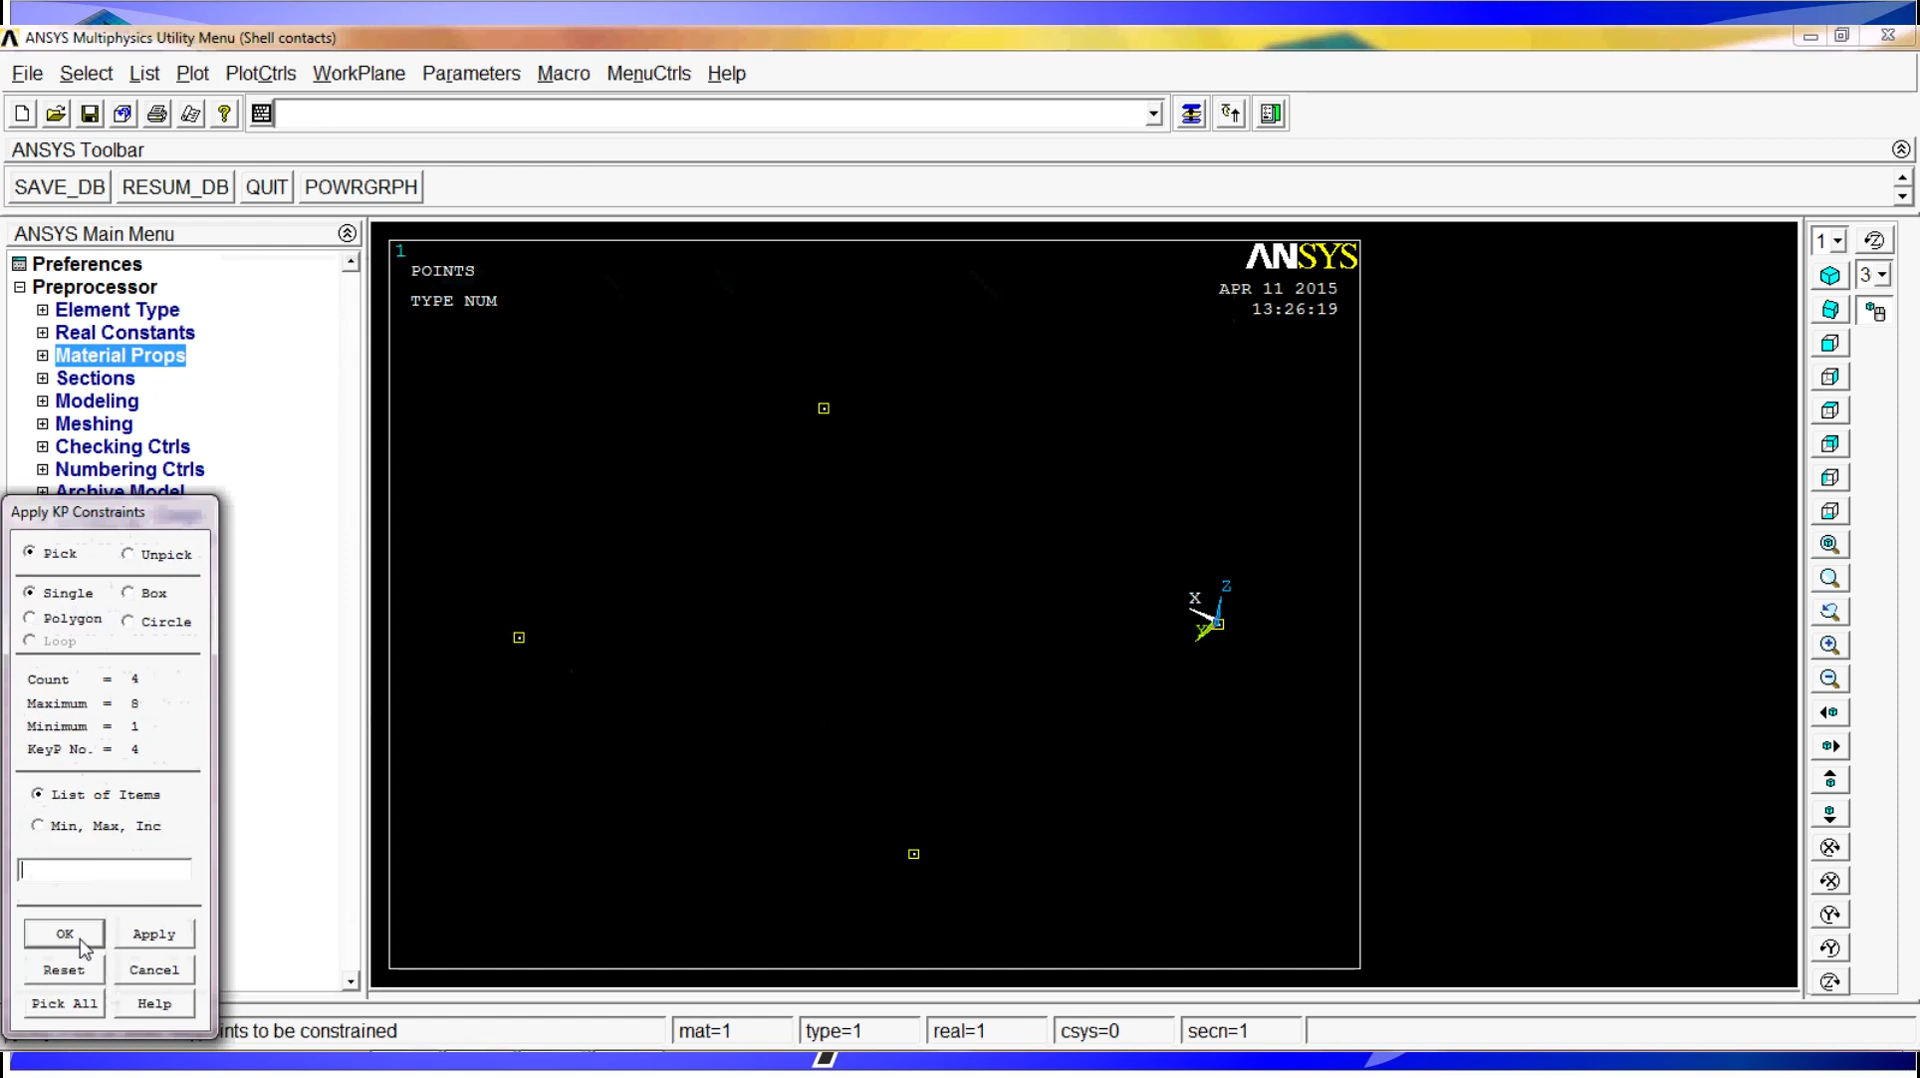 ANSYS Multiphysics Utility Menu (Shell contacts)
File Select List Plot PlotCtrls WorkPlane Parameters Macro MenuCtrls Help
ANSYS Toolbar
SAVE_DB RESUM_DB QUIT POWRGRPH
ANSYS Main Menu
Preferences
Preprocessor
Element Type
Real Constants
Material Props
Sections
Modeling
Meshing
Checking Ctrls
Numbering Ctrls
Archive Model
Apply KP Constraints
Pick Unpick
Single Box
Polygon Circle
Loop
Count = 4
Maximum = 8
Minimum = 1
KeyP No. = 4
List of Items
Min, Max, Inc
OK Apply
Reset Cancel
Pick All Help
1
POINTS
TYPE NUM
ANSYS
APR 11 2015
13:26:19
X
Y
Z
1
3
to be constrained
mat=1 type=1 real=1 csys=0 secn=1